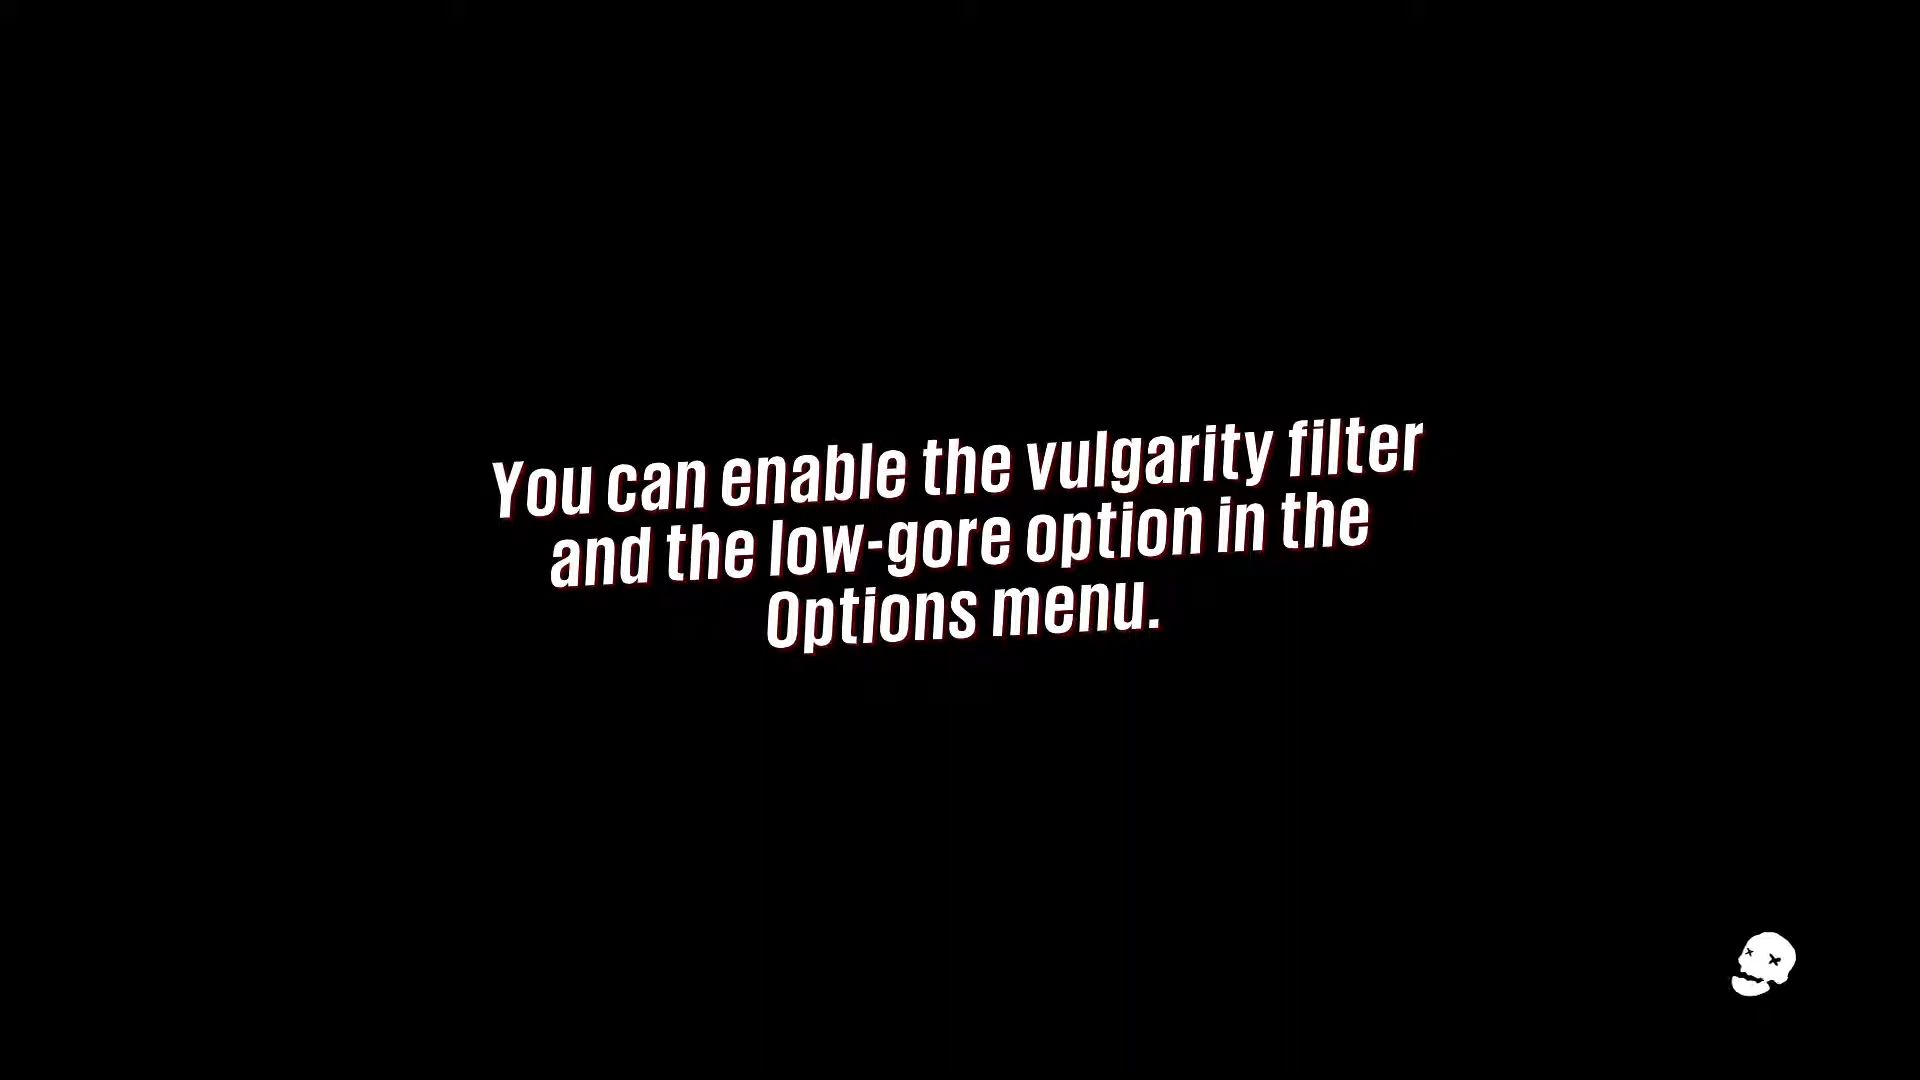 You can enable the vulgarity filter
and the low-gore option in the
Options menu.